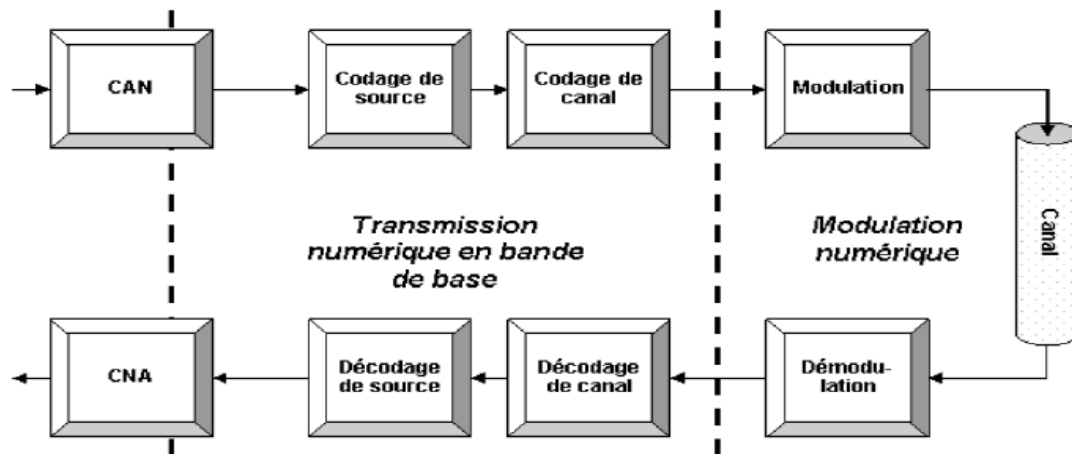 CAN
Codage de
source
Codage de
canal
Modulation
Canal
Transmission
numérique en bande
de base
Modulation
numérique
CNA
Décodage
de source
Décodage
de canal
Démodu-
lation